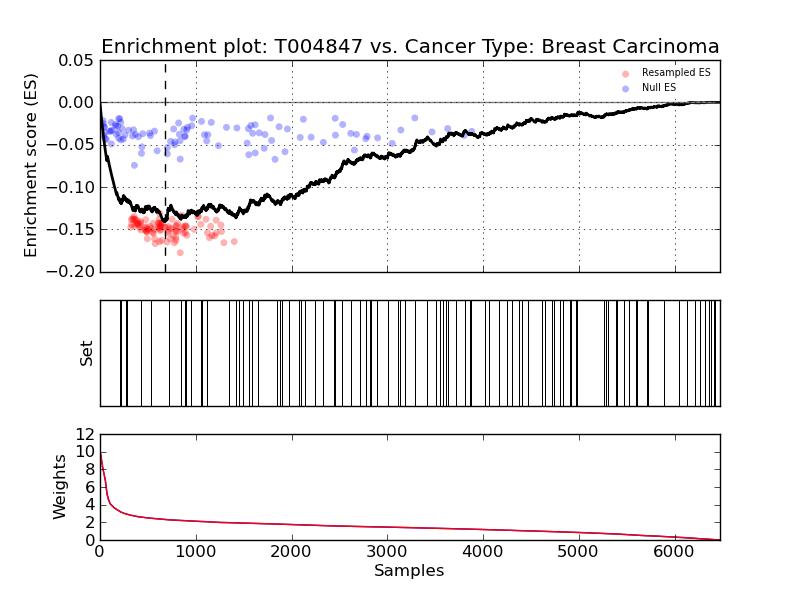 Enrichment plot: T004847 vs. Cancer Type: Breast Carcinoma
Enrichment score (ES)
0.05
0.00
−0.05
−0.10
−0.15
−0.20
Resampled ES
Null ES
Set
Weights
12
10
8
6
4
2
0
0 1000 2000 3000 4000 5000 6000
Samples